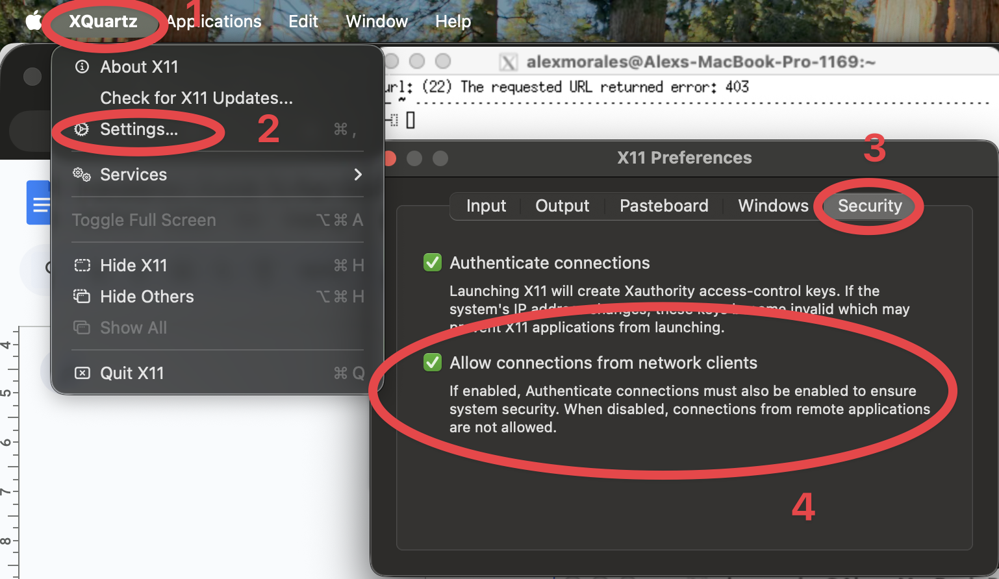 XQuartz Applications Edit Window Help
1
About X11
Check for X11 Updates...
Settings... ⌘ ,
2
Services
Toggle Full Screen ⌥ ⌘ A
Hide X11 ⌘ H
Hide Others ⌥ ⌘ H
Show All
Quit X11 ⌘ Q
alexmorales@Alexs-MacBook-Pro-1169:~
url: (22) The requested URL returned error: 403
~
X11 Preferences
3
Input Output Pasteboard Windows Security
Authenticate connections
Launching X11 will create Xauthority access-control keys. If the
system's IP address changes, these keys become invalid which may
prevent X11 applications from launching.
Allow connections from network clients
If enabled, Authenticate connections must also be enabled to ensure
system security. When disabled, connections from remote applications
are not allowed.
4
4
5
6
7
8